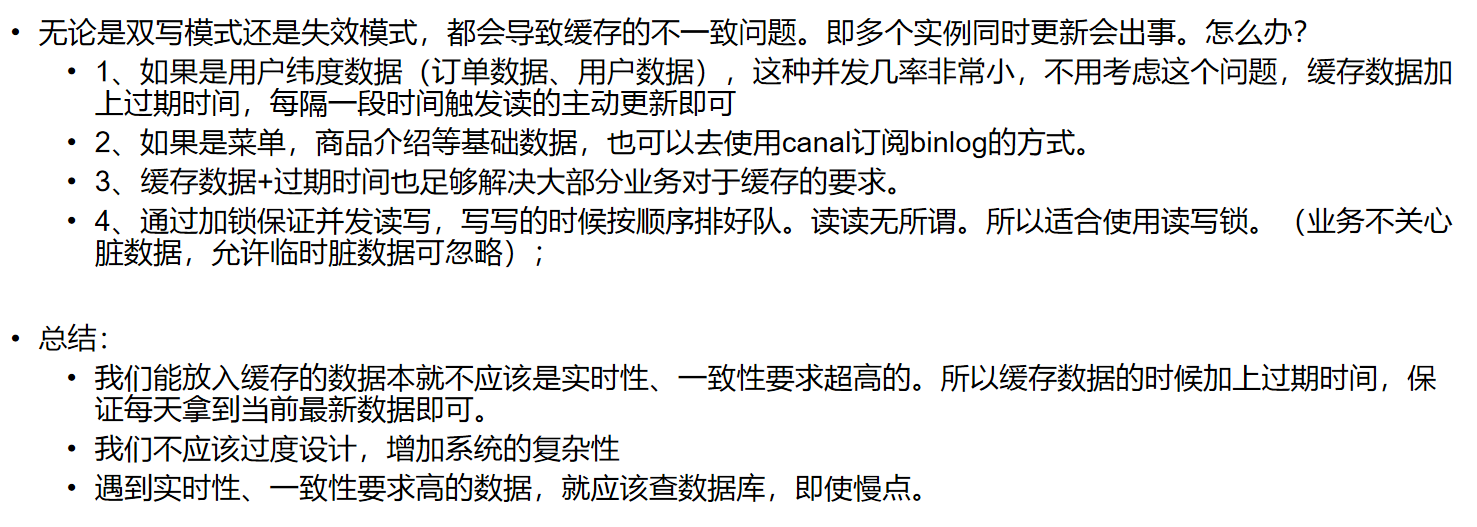 • 无论是双写模式还是失效模式，都会导致缓存的不一致问题。即多个实例同时更新会出事。怎么办？
• 1、如果是用户纬度数据（订单数据、用户数据），这种并发几率非常小，不用考虑这个问题，缓存数据加
上过期时间，每隔一段时间触发读的主动更新即可
• 2、如果是菜单，商品介绍等基础数据，也可以去使用canal订阅binlog的方式。
• 3、缓存数据+过期时间也足够解决大部分业务对于缓存的要求。
• 4、通过加锁保证并发读写，写写的时候按顺序排好队。读读无所谓。所以适合使用读写锁。（业务不关心
脏数据，允许临时脏数据可忽略）；
• 总结：
• 我们能放入缓存的数据本就不应该是实时性、一致性要求超高的。所以缓存数据的时候加上过期时间，保
证每天拿到当前最新数据即可。
• 我们不应该过度设计，增加系统的复杂性
• 遇到实时性、一致性要求高的数据，就应该查数据库，即使慢点。